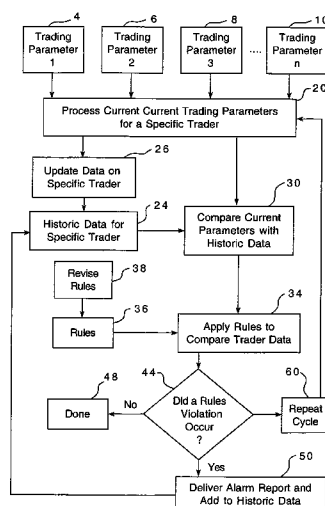 4
6
8
10
Trading
Parameter
1
Trading
Parameter
2
Trading
Parameter
3
....
Trading
Parameter
n
20
Process Current Current Trading Parameters
for a Specific Trader
26
Update Data on
Specific Trader
24
Historic Data for
Specific Trader
30
Compare Current
Parameters with
Historic Data
Revise
Rules
38
36
Rules
34
Apply Rules to
Compare Trader Data
44
Did a Rules
Violation
Occur
?
No
48
Done
60
Repeat
Cycle
Yes
50
Deliver Alarm Report and
Add to Historic Data